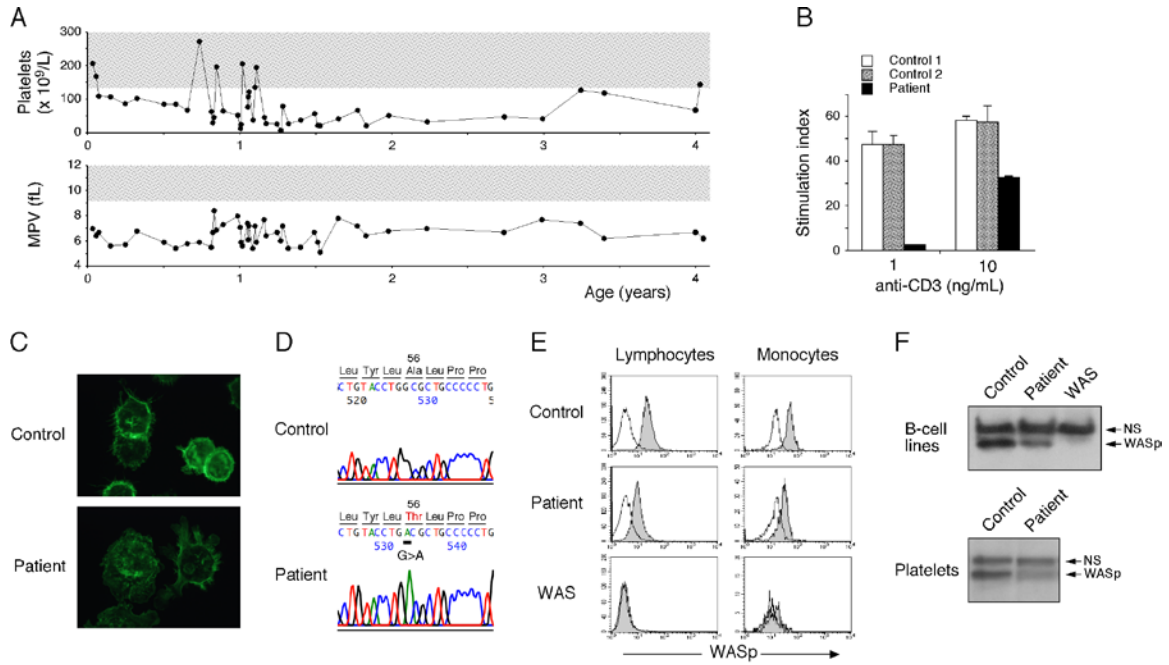 A
Platelets
(x 10⁹/L)
300
200
100
0
0 1 2 3 4
MPV (fL)
12
10
8
6
4
2
0
0 1 2 3 4
Age (years)
B
Control 1
Control 2
Patient
Stimulation index
60
40
20
0
1 10
anti-CD3 (ng/mL)
C
Control
Patient
D
56
Leu Tyr Leu Ala Leu Pro Pro
CTGTACCTGGCGCTGCCCCCTG
520 530
Control
56
Leu Tyr Leu Thr Leu Pro Pro
CTGTACCTGACGCTGCCCCCTG
530 540
G>A
Patient
E
Lymphocytes Monocytes
Control
Patient
WAS
WASp
F
Control Patient WAS
B-cell
lines
NS
WASp
Control Patient
Platelets
NS
WASp